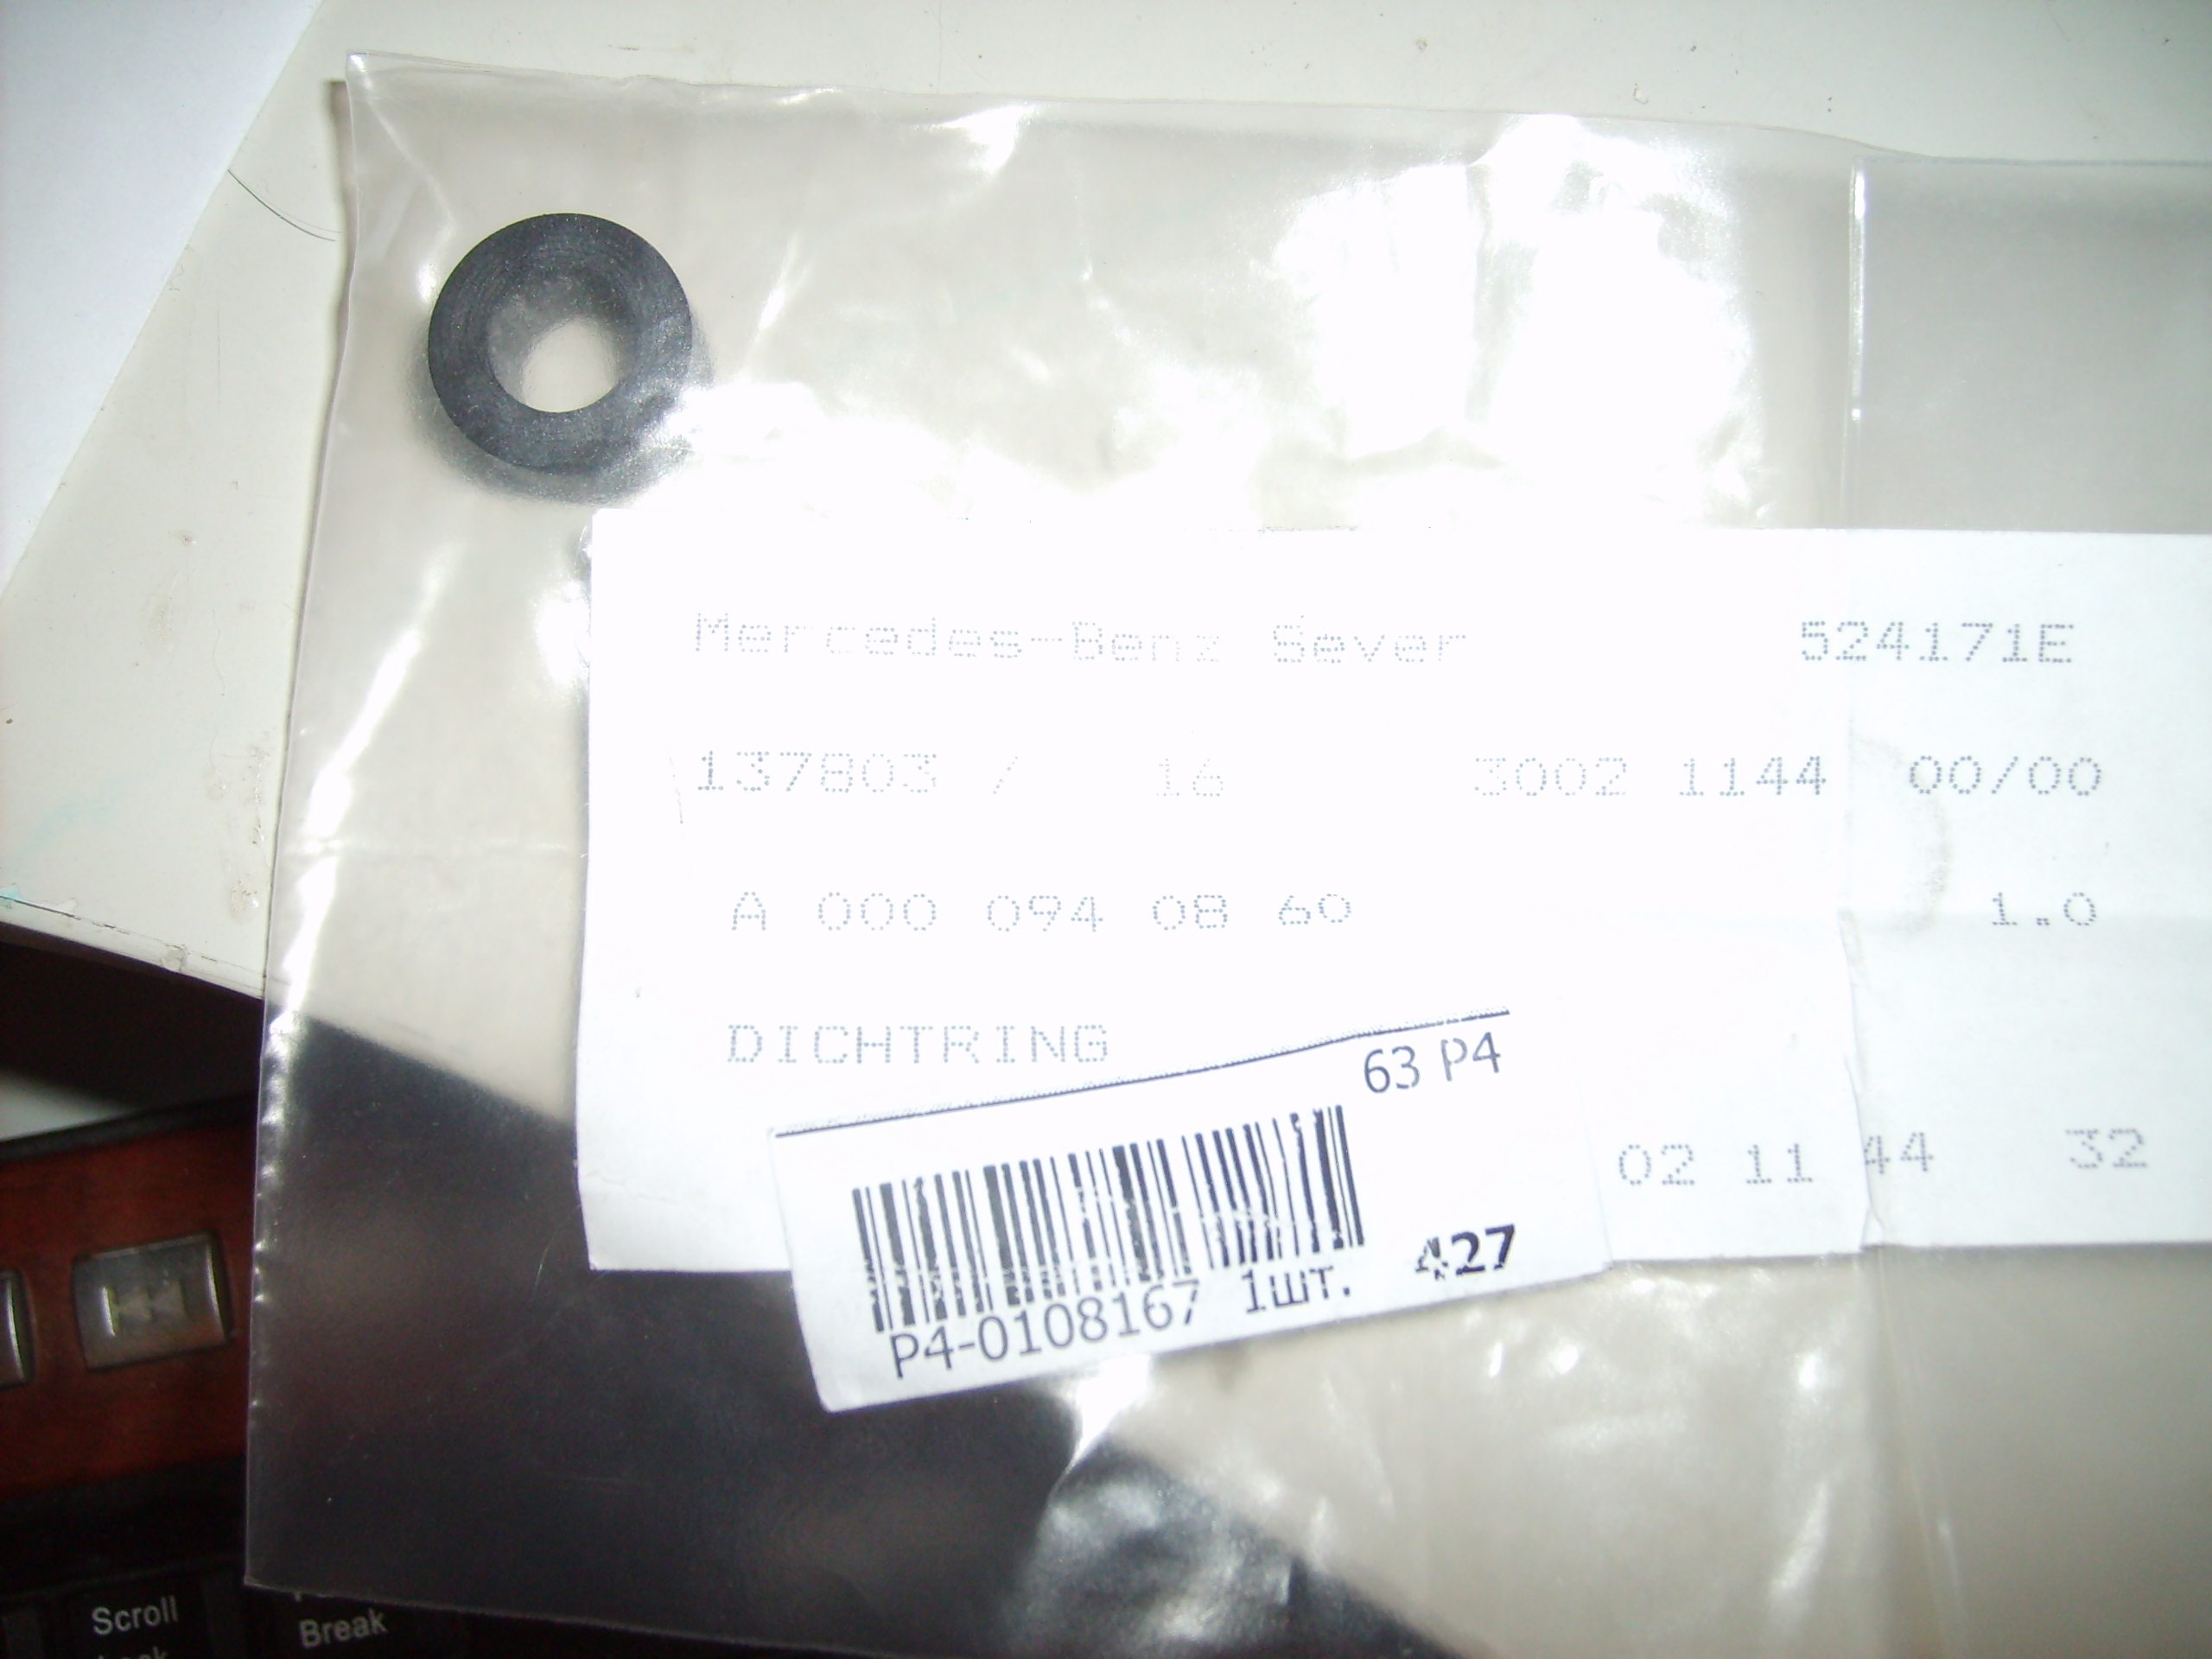 Mercedes-Benz Sever 524171E
137803 / 16 3002 1144 00/00
A 000 094 08 60 1.0
DICHTRING
63 P4
02 11 44 32
P4-0108167 1шт. 427
Scroll
Break